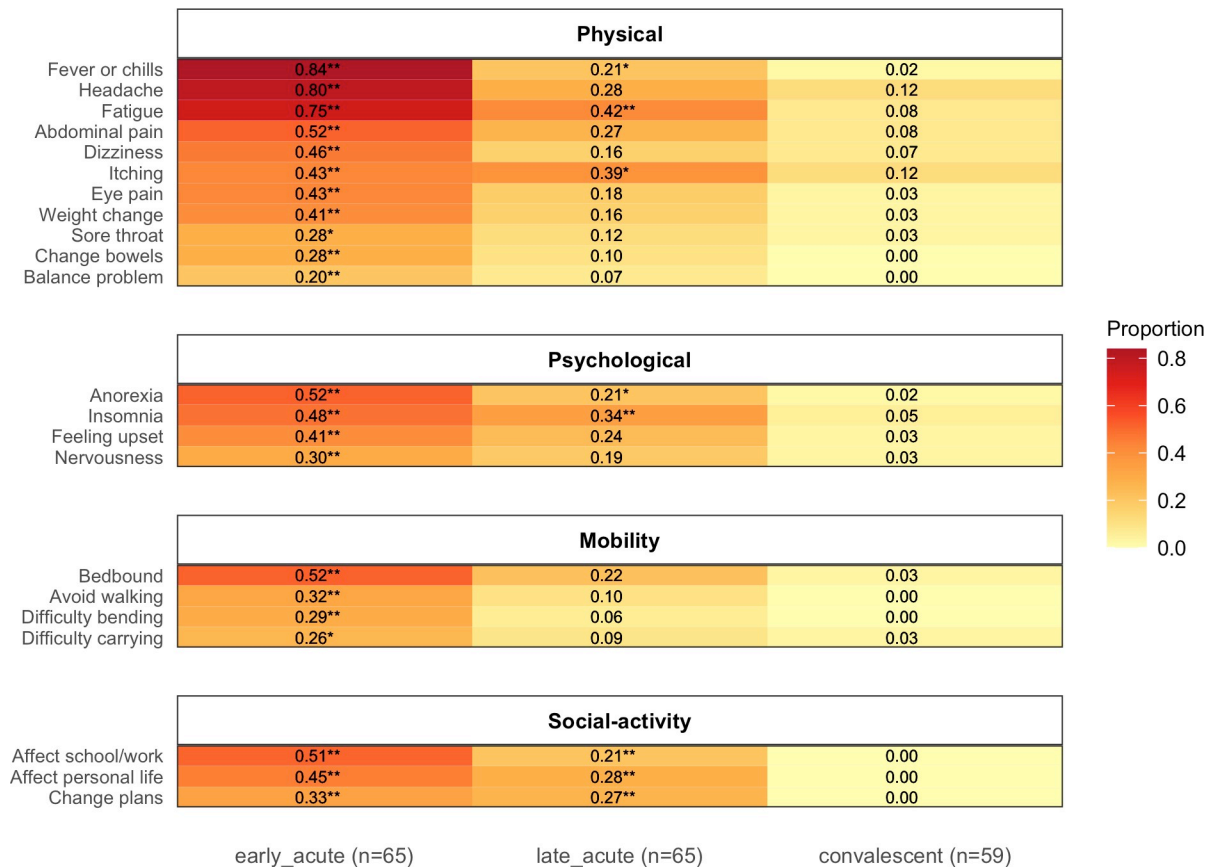 Physical
Fever or chills 0.84** 0.21* 0.02
Headache 0.80** 0.28 0.12
Fatigue 0.75** 0.42** 0.08
Abdominal pain 0.52** 0.27 0.08
Dizziness 0.46** 0.16 0.07
Itching 0.43** 0.39* 0.12
Eye pain 0.43** 0.18 0.03
Weight change 0.41** 0.16 0.03
Sore throat 0.28* 0.12 0.03
Change bowels 0.28** 0.10 0.00
Balance problem 0.20** 0.07 0.00
Psychological
Anorexia 0.52** 0.21* 0.02
Insomnia 0.48** 0.34** 0.05
Feeling upset 0.41** 0.24 0.03
Nervousness 0.30** 0.19 0.03
Mobility
Bedbound 0.52** 0.22 0.03
Avoid walking 0.32** 0.10 0.00
Difficulty bending 0.29** 0.06 0.00
Difficulty carrying 0.26* 0.09 0.03
Social-activity
Affect school/work 0.51** 0.21** 0.00
Affect personal life 0.45** 0.28** 0.00
Change plans 0.33** 0.27** 0.00
early_acute (n=65) late_acute (n=65) convalescent (n=59)
Proportion
0.8
0.6
0.4
0.2
0.0